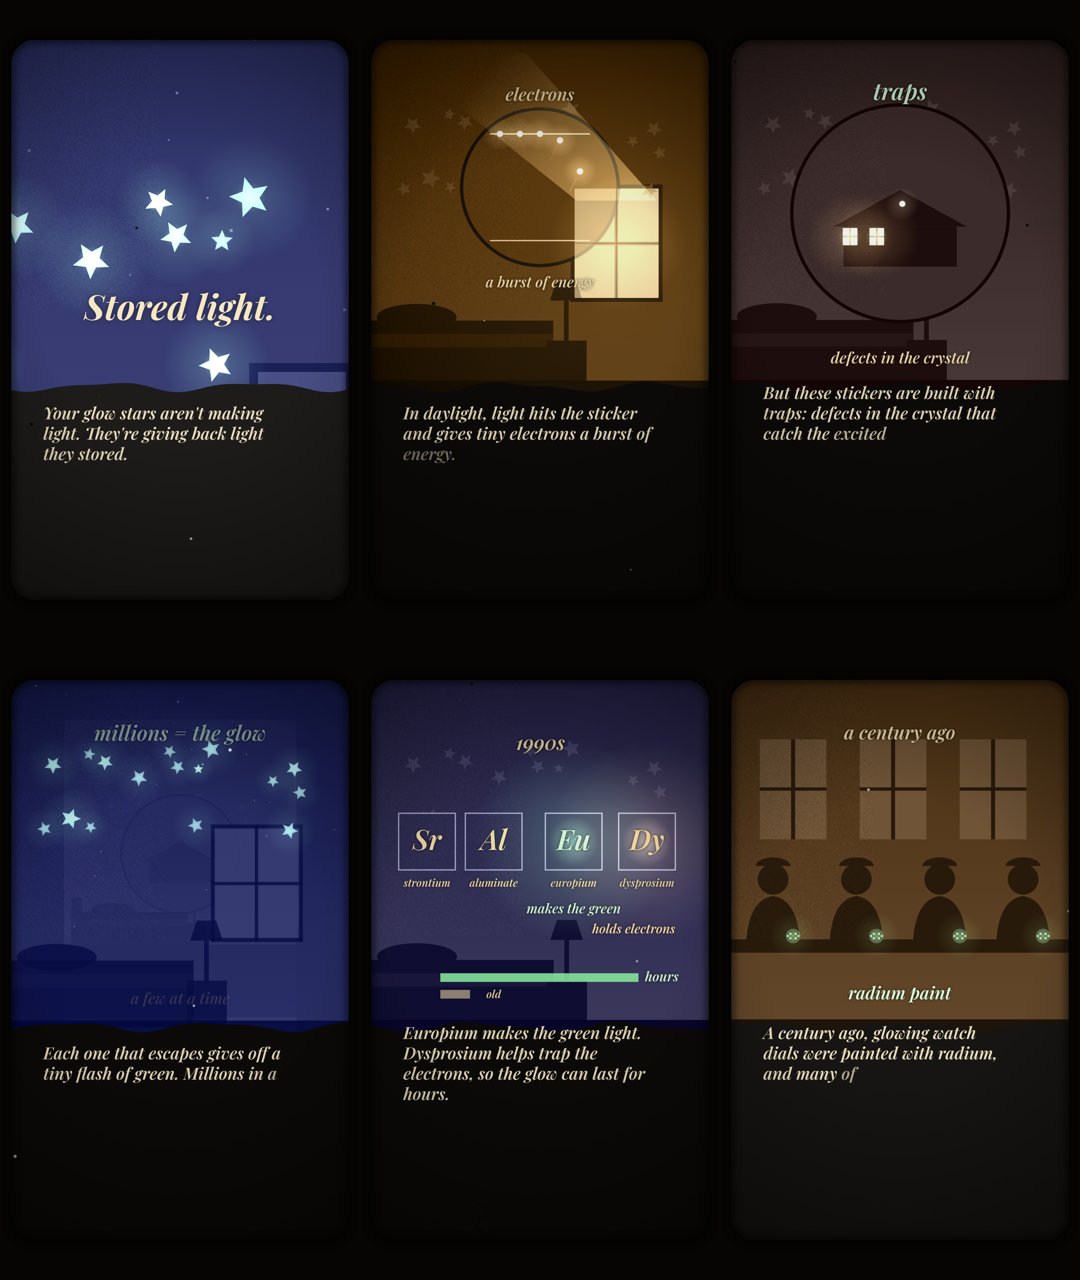 Stored light.
Your glow stars aren't making
light. They're giving back light
they stored.
electrons
a burst of energy
In daylight, light hits the sticker
and gives tiny electrons a burst of
energy.
traps
defects in the crystal
But these stickers are built with
traps: defects in the crystal that
catch the excited
millions = the glow
a few at a time
Each one that escapes gives off a
tiny flash of green. Millions in a
1990s
Sr Al Eu Dy
strontium aluminate europium dysprosium
makes the green
holds electrons
hours
old
Europium makes the green light.
Dysprosium helps trap the
electrons, so the glow can last for
hours.
a century ago
radium paint
A century ago, glowing watch
dials were painted with radium,
and many of